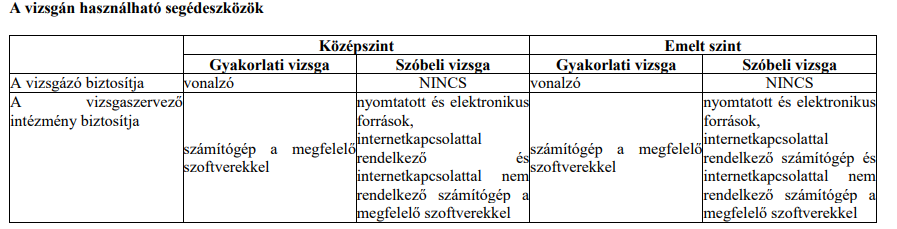 A vizsgán használható segédeszközök
Középszint Emelt szint
Gyakorlati vizsga Szóbeli vizsga Gyakorlati vizsga Szóbeli vizsga
A vizsgázó biztosítja vonalzó NINCS vonalzó NINCS
A vizsgaszervező
intézmény biztosítja
számítógép a megfelelő
szoftverekkel
nyomtatott és elektronikus
források,
internetkapcsolattal
rendelkező és
internetkapcsolattal nem
rendelkező számítógép a
megfelelő szoftverekkel
számítógép a megfelelő
szoftverekkel
nyomtatott és elektronikus
források,
internetkapcsolattal
rendelkező számítógép és
internetkapcsolattal nem
rendelkező számítógép a
megfelelő szoftverekkel